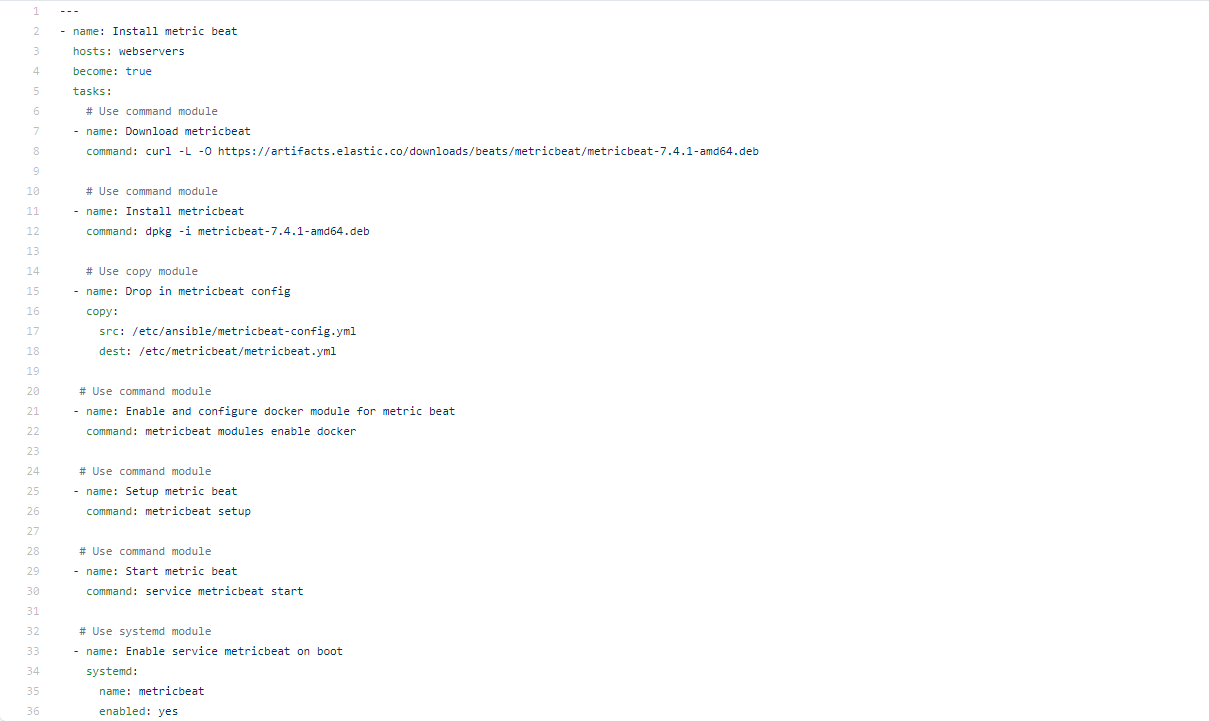 1 ---
2 - name: Install metric beat
3   hosts: webservers
4   become: true
5   tasks:
6     # Use command module
7   - name: Download metricbeat
8     command: curl -L -O https://artifacts.elastic.co/downloads/beats/metricbeat/metricbeat-7.4.1-amd64.deb
9
10     # Use command module
11   - name: Install metricbeat
12     command: dpkg -i metricbeat-7.4.1-amd64.deb
13
14     # Use copy module
15   - name: Drop in metricbeat config
16     copy:
17       src: /etc/ansible/metricbeat-config.yml
18       dest: /etc/metricbeat/metricbeat.yml
19
20    # Use command module
21   - name: Enable and configure docker module for metric beat
22     command: metricbeat modules enable docker
23
24    # Use command module
25   - name: Setup metric beat
26     command: metricbeat setup
27
28    # Use command module
29   - name: Start metric beat
30     command: service metricbeat start
31
32    # Use systemd module
33   - name: Enable service metricbeat on boot
34     systemd:
35       name: metricbeat
36       enabled: yes